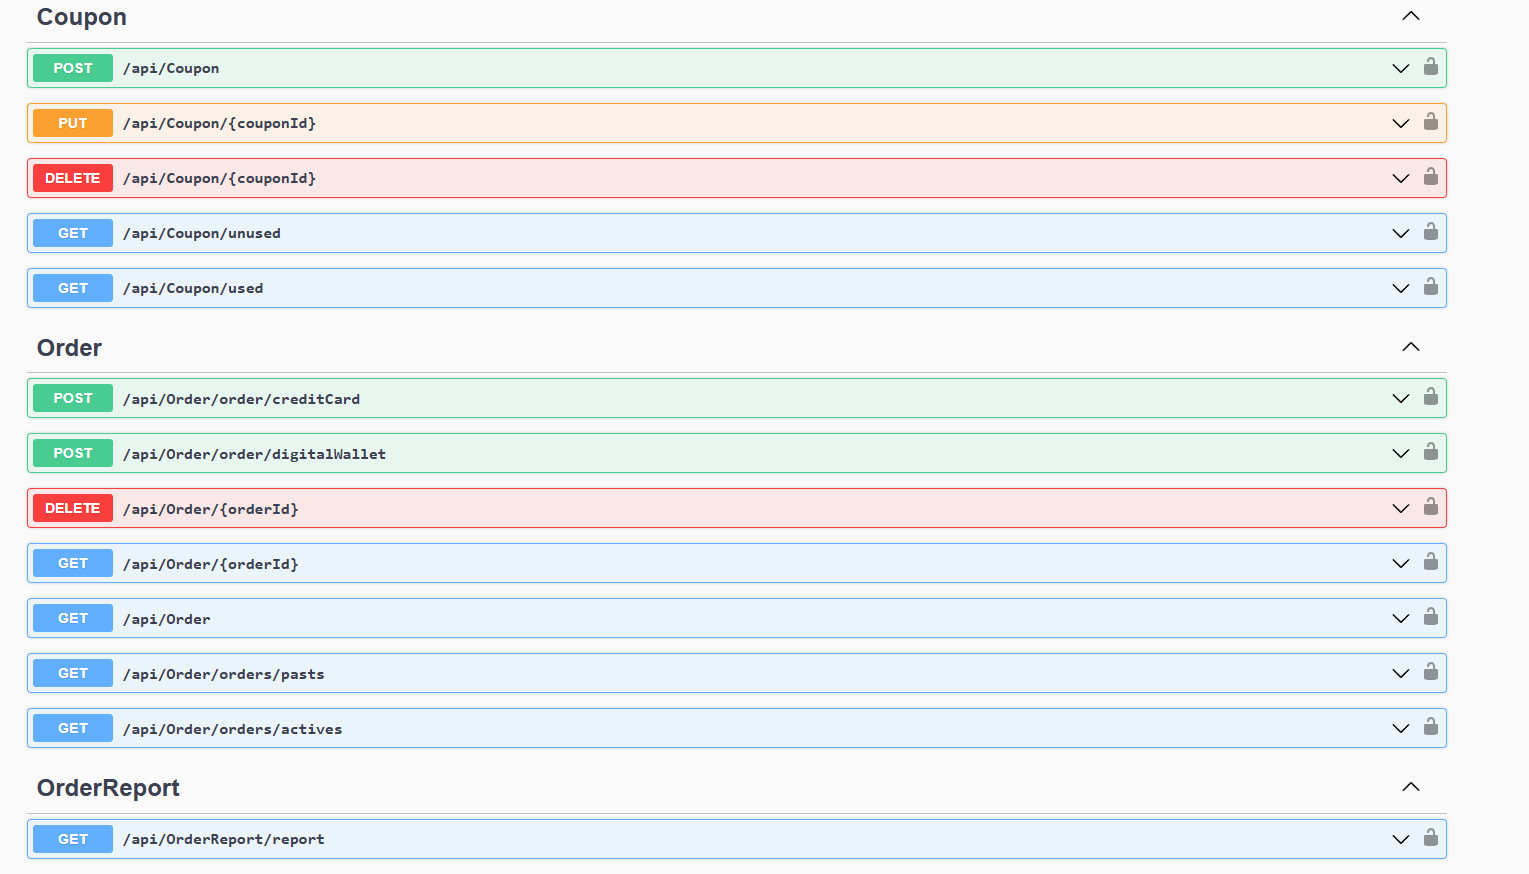 Coupon
POST /api/Coupon
PUT /api/Coupon/{couponId}
DELETE /api/Coupon/{couponId}
GET /api/Coupon/unused
GET /api/Coupon/used
Order
POST /api/Order/order/creditCard
POST /api/Order/order/digitalWallet
DELETE /api/Order/{orderId}
GET /api/Order/{orderId}
GET /api/Order
GET /api/Order/orders/pasts
GET /api/Order/orders/actives
OrderReport
GET /api/OrderReport/report